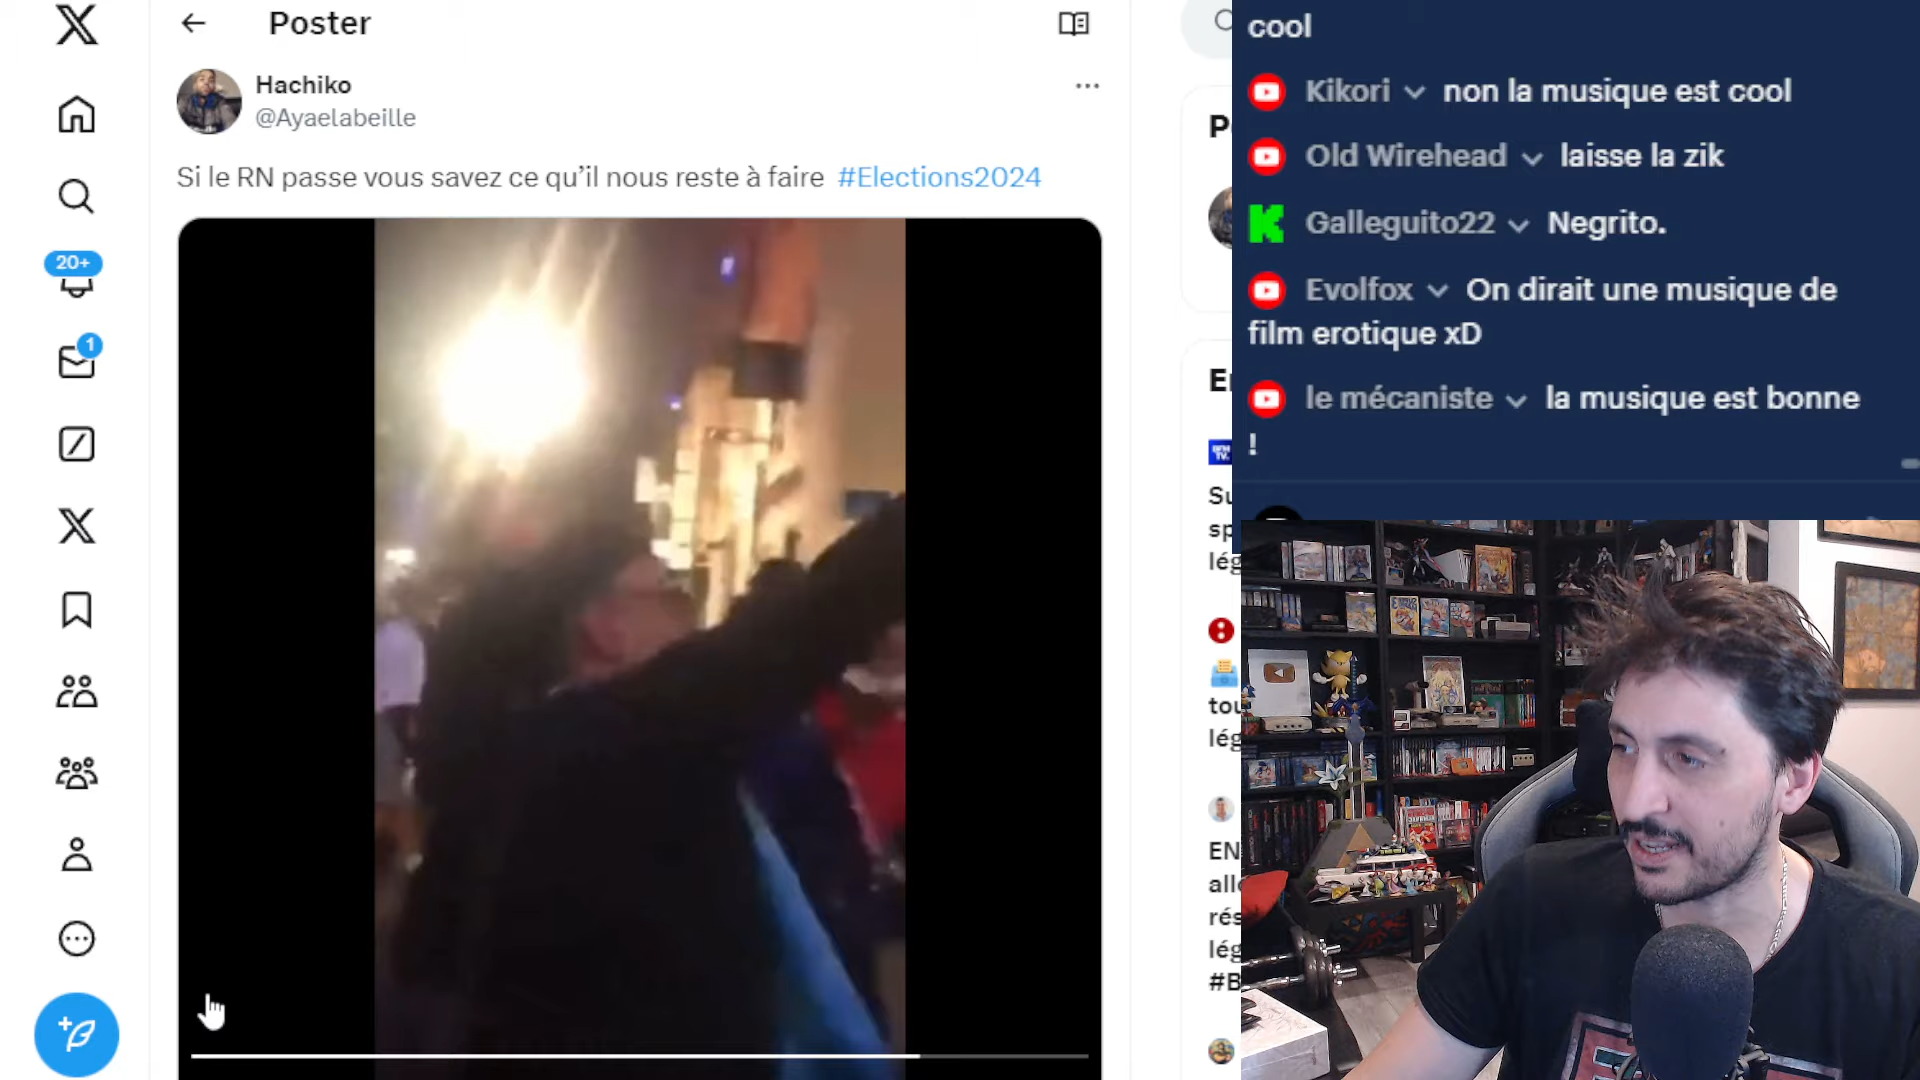 Poster
Hachiko
@Ayaelabeille
Si le RN passe vous savez ce qu’il nous reste à faire #Elections2024
20+
1
cool
Kikori non la musique est cool
Old Wirehead laisse la zik
Galleguito22 Negrito.
Evolfox On dirait une musique de
film erotique xD
le mécaniste la musique est bonne
!
BFM
TV.